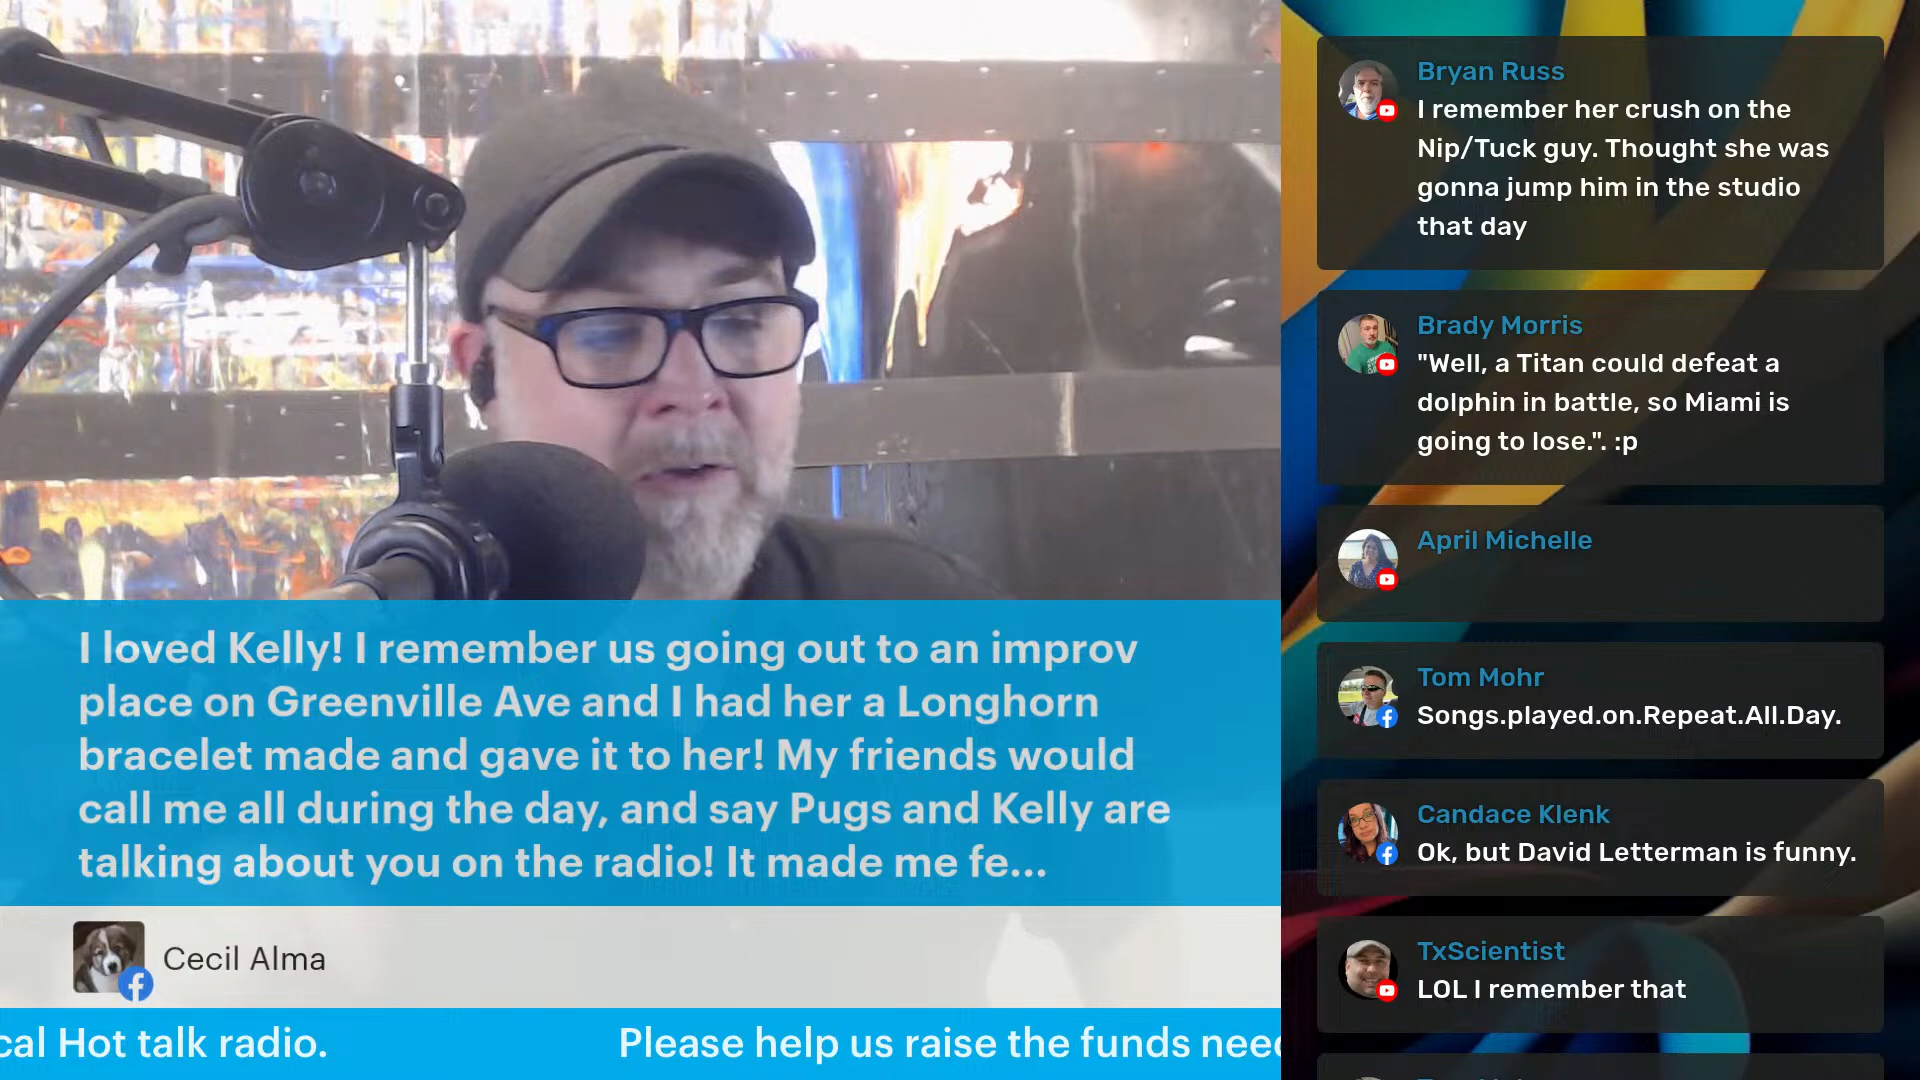 I loved Kelly! I remember us going out to an improv
place on Greenville Ave and I had her a Longhorn
bracelet made and gave it to her! My friends would
call me all during the day, and say Pugs and Kelly are
talking about you on the radio! It made me fe...
Cecil Alma
cal Hot talk radio.
Please help us raise the funds need
Bryan Russ
I remember her crush on the
Nip/Tuck guy. Thought she was
gonna jump him in the studio
that day
Brady Morris
"Well, a Titan could defeat a
dolphin in battle, so Miami is
going to lose.". :p
April Michelle
Tom Mohr
Songs.played.on.Repeat.All.Day.
Candace Klenk
Ok, but David Letterman is funny.
TxScientist
LOL I remember that